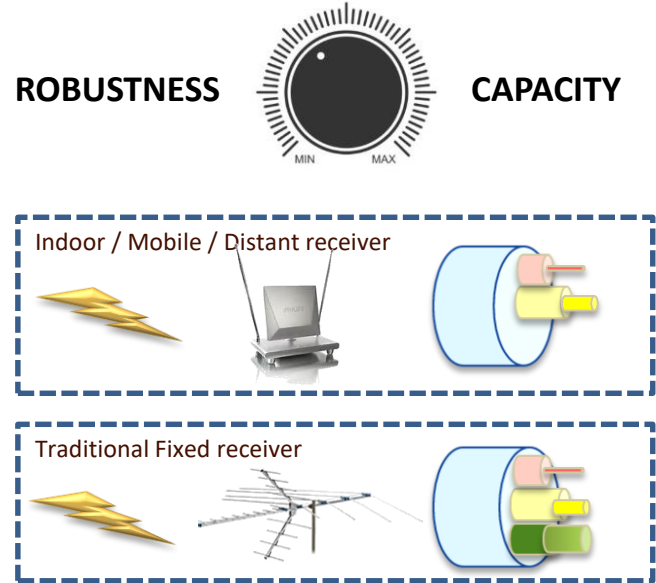 ROBUSTNESS
CAPACITY
MIN
MAX
Indoor / Mobile / Distant receiver
Traditional Fixed receiver